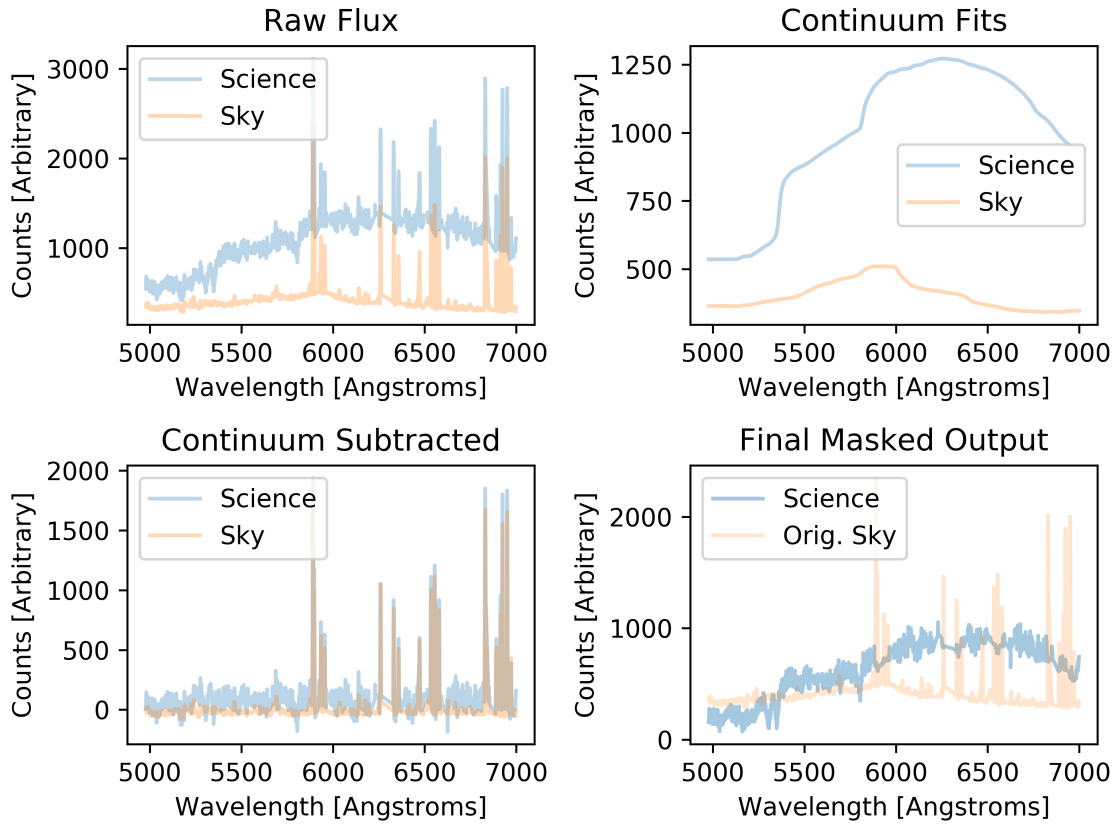 Raw Flux
Counts [Arbitrary]
3000
2000
1000
Science
Sky
5000 5500 6000 6500 7000
Wavelength [Angstroms]
Continuum Fits
Counts [Arbitrary]
1250
1000
750
500
Science
Sky
5000 5500 6000 6500 7000
Wavelength [Angstroms]
Continuum Subtracted
Counts [Arbitrary]
2000
1500
1000
500
0
Science
Sky
5000 5500 6000 6500 7000
Wavelength [Angstroms]
Final Masked Output
Counts [Arbitrary]
2000
1000
0
Science
Orig. Sky
5000 5500 6000 6500 7000
Wavelength [Angstroms]